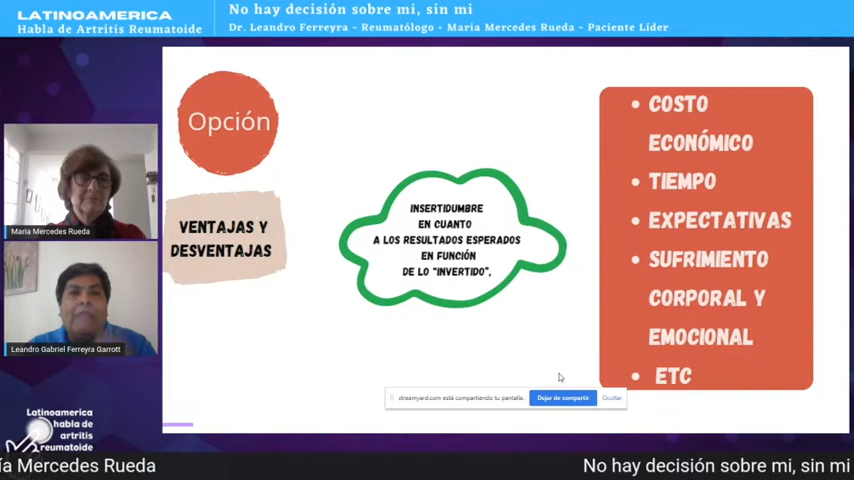 LATINOAMERICA
Habla de Artritis Reumatoide
No hay decisión sobre mi, sin mi
Dr. Leandro Ferreyra - Reumatólogo - Maria Mercedes Rueda - Paciente Líder
Opción
VENTAJAS Y
DESVENTAJAS
INSERTIDUMBRE
EN CUANTO
A LOS RESULTADOS ESPERADOS
EN FUNCIÓN
DE LO "INVERTIDO",
• COSTO
ECONÓMICO
• TIEMPO
• EXPECTATIVAS
• SUFRIMIENTO
CORPORAL Y
EMOCIONAL
• ETC
Maria Mercedes Rueda
Leandro Gabriel Ferreyra Garrott
streamyard.com está compartiendo tu pantalla.
Dejar de compartir
Ocultar
Latinoamerica
habla de
artritis
reumatoide
ía Mercedes Rueda
No hay decisión sobre mi, sin mi